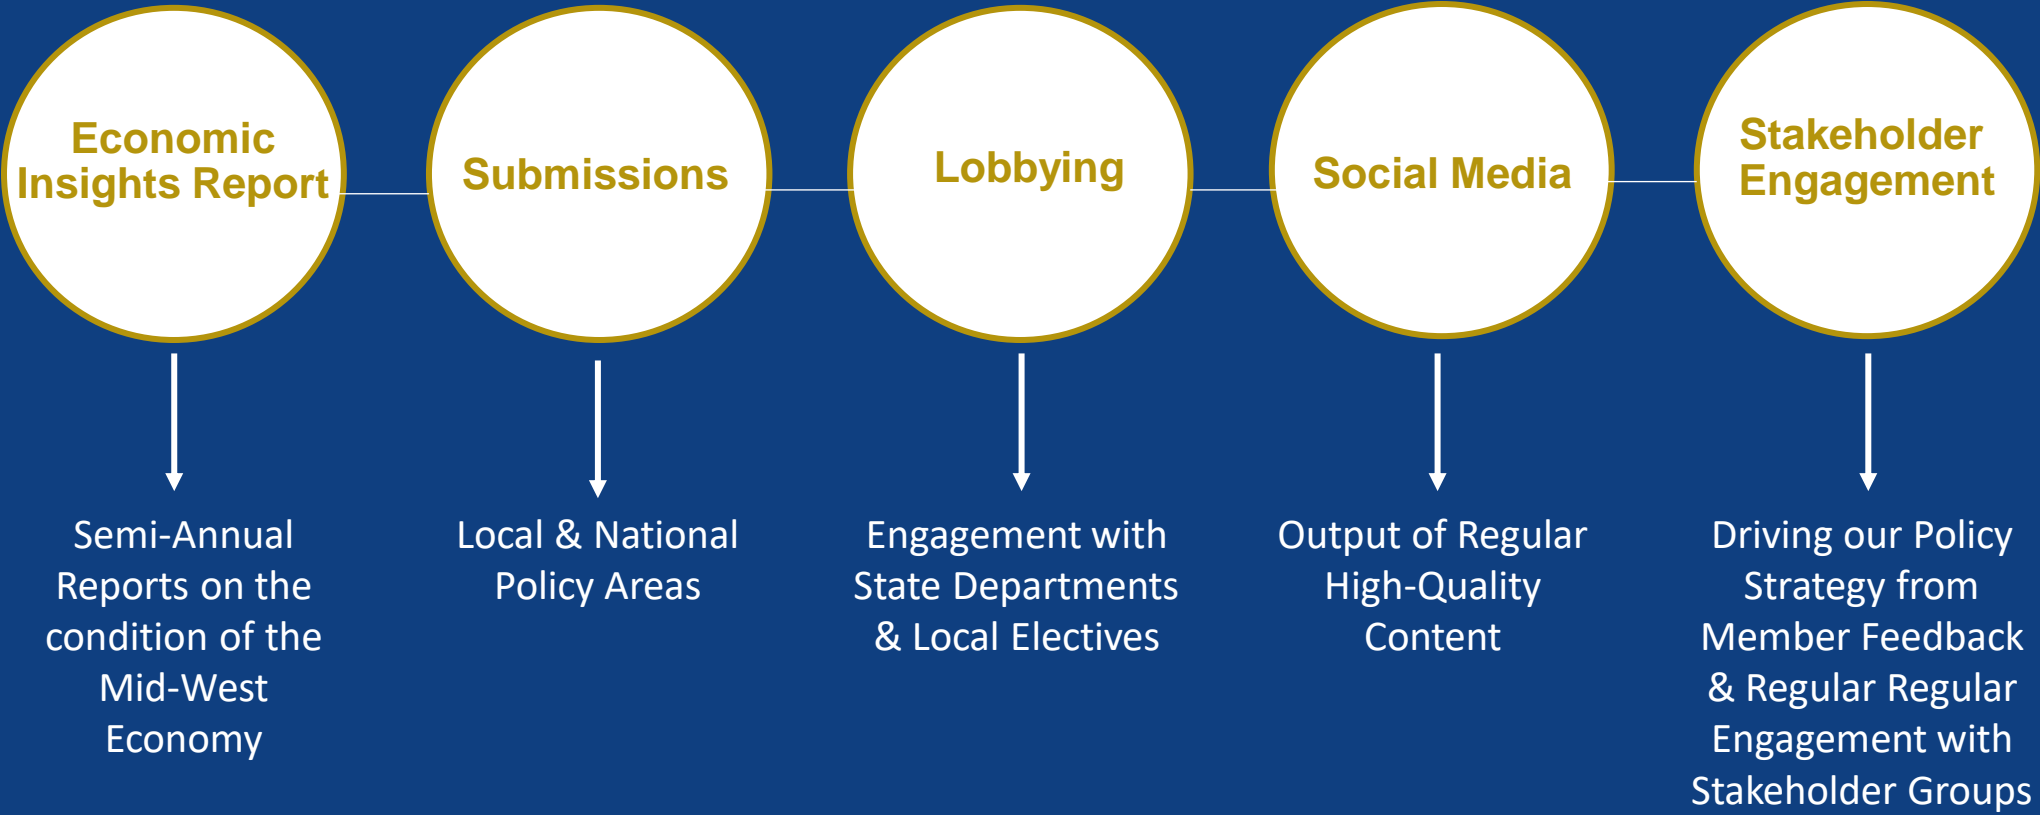 Economic
Insights Report
Submissions
Lobbying
Social Media
Stakeholder
Engagement
Semi-Annual
Reports on the
condition of the
Mid-West
Economy
Local & National
Policy Areas
Engagement with
State Departments
& Local Electives
Output of Regular
High-Quality
Content
Driving our Policy
Strategy from
Member Feedback
& Regular Regular
Engagement with
Stakeholder Groups